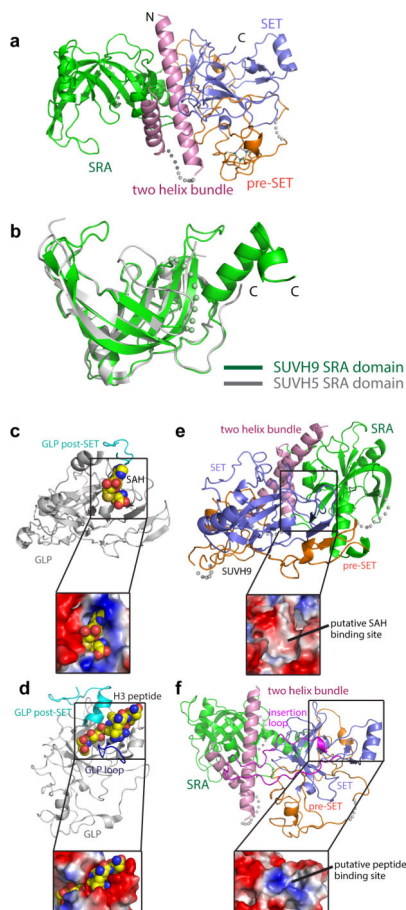 a
N
SET
C
SRA
two helix bundle
pre-SET
b
C
C
SUVH9 SRA domain
SUVH5 SRA domain
c
GLP post-SET
SAH
GLP
e
two helix bundle
SRA
SET
SUVH9
pre-SET
putative SAH
binding site
d
H3 peptide
GLP post-SET
GLP loop
GLP
f
two helix bundle
insertion
loop
SRA
SET
pre-SET
putative peptide
binding site